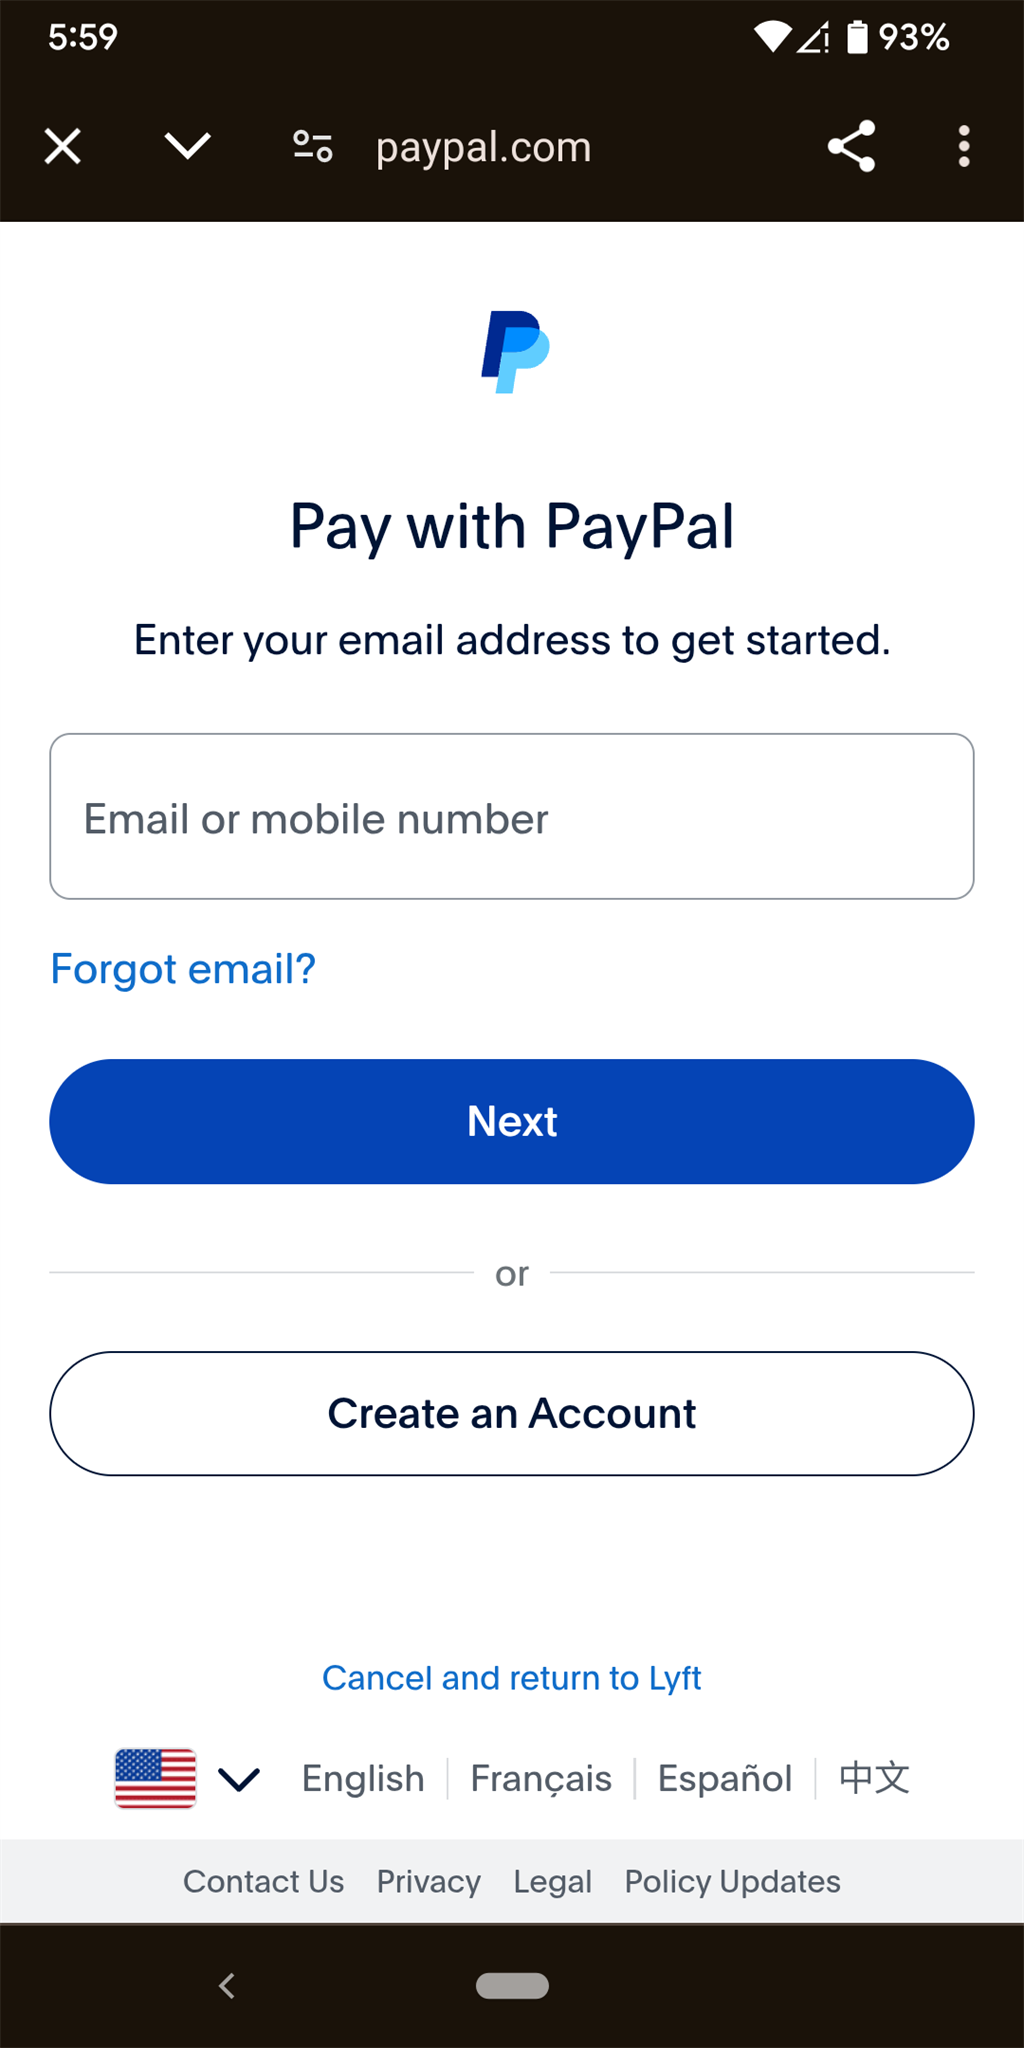 5:59 93%
paypal.com
Pay with PayPal
Enter your email address to get started.
Email or mobile number
Forgot email?
Next
or
Create an Account
Cancel and return to Lyft
English Français Español 中文
Contact Us Privacy Legal Policy Updates